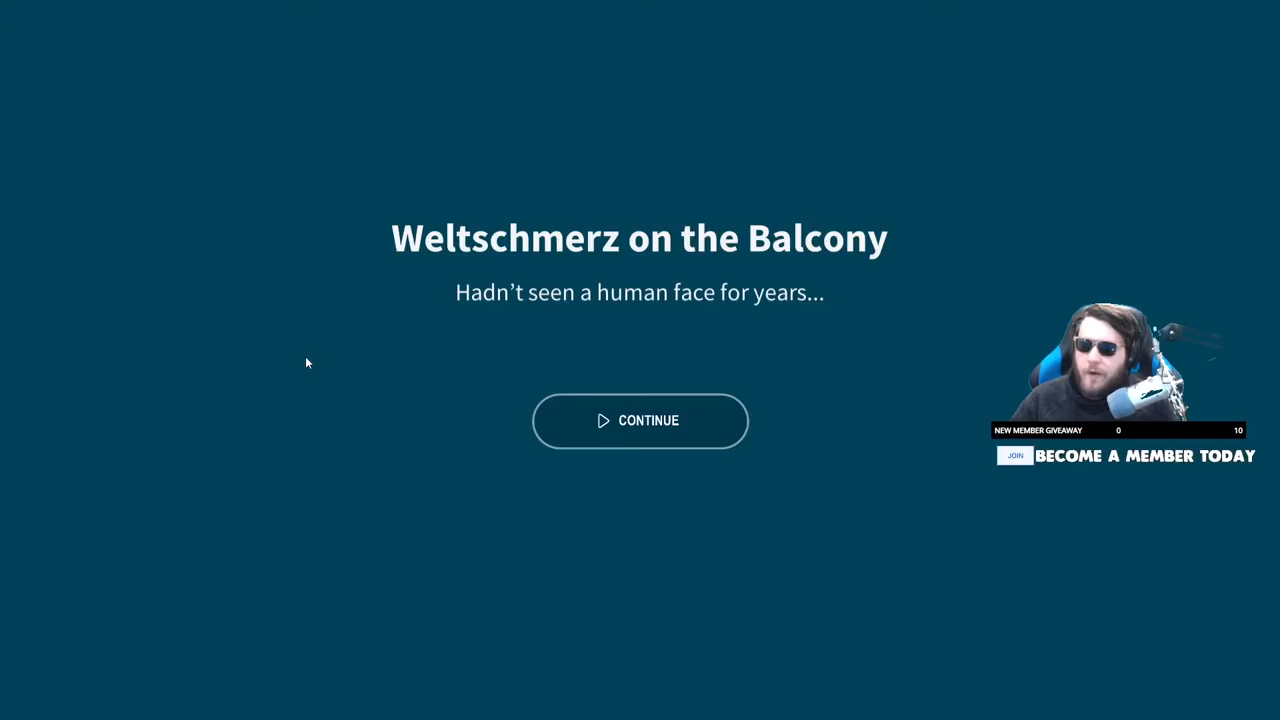 Weltschmerz on the Balcony
Hadn’t seen a human face for years...
CONTINUE
NEW MEMBER GIVEAWAY 0 10
JOIN BECOME A MEMBER TODAY